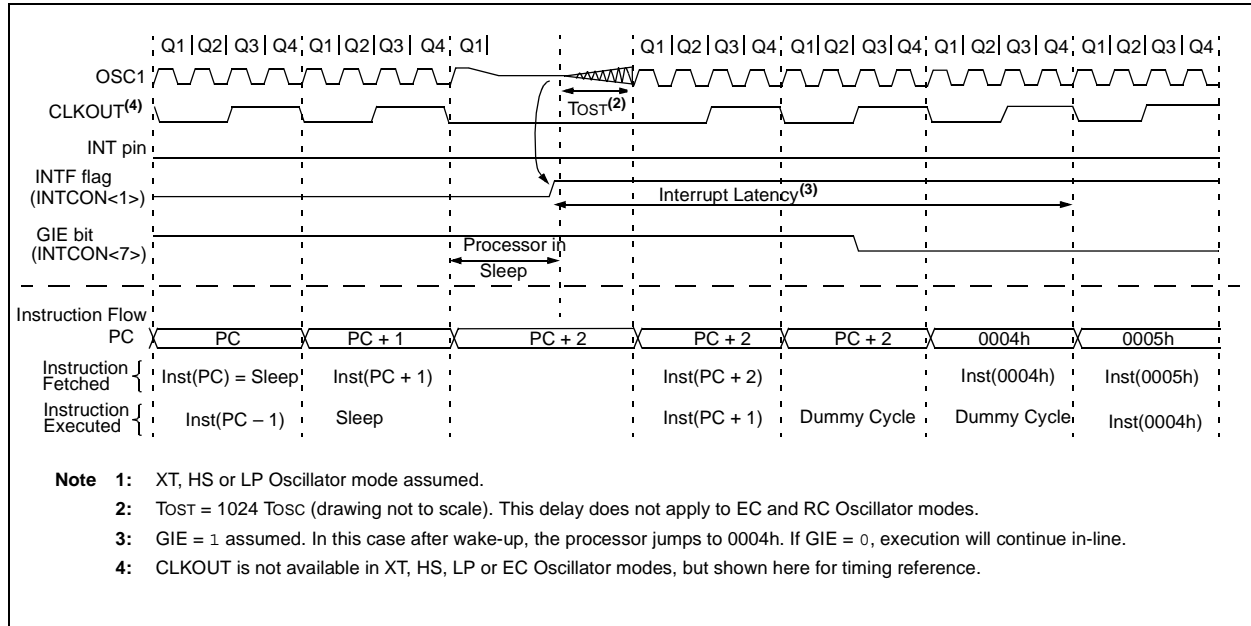 Q1 Q2 Q3 Q4 Q1 Q2 Q3 Q4 Q1 Q1 Q2 Q3 Q4 Q1 Q2 Q3 Q4 Q1 Q2 Q3 Q4 Q1 Q2 Q3 Q4
OSC1
TOST(2)
CLKOUT(4)
INT pin
INTF flag
(INTCON<1>)
Interrupt Latency(3)
GIE bit
(INTCON<7>)
Processor in
Sleep
Instruction Flow
PC PC PC + 1 PC + 2 PC + 2 PC + 2 0004h 0005h
Instruction
Fetched
Inst(PC) = Sleep Inst(PC + 1) Inst(PC + 2) Inst(0004h) Inst(0005h)
Instruction
Executed
Inst(PC – 1) Sleep Inst(PC + 1) Dummy Cycle Dummy Cycle Inst(0004h)
Note 1: XT, HS or LP Oscillator mode assumed.
2: TOST = 1024 TOSC (drawing not to scale). This delay does not apply to EC and RC Oscillator modes.
3: GIE = 1 assumed. In this case after wake-up, the processor jumps to 0004h. If GIE = 0, execution will continue in-line.
4: CLKOUT is not available in XT, HS, LP or EC Oscillator modes, but shown here for timing reference.